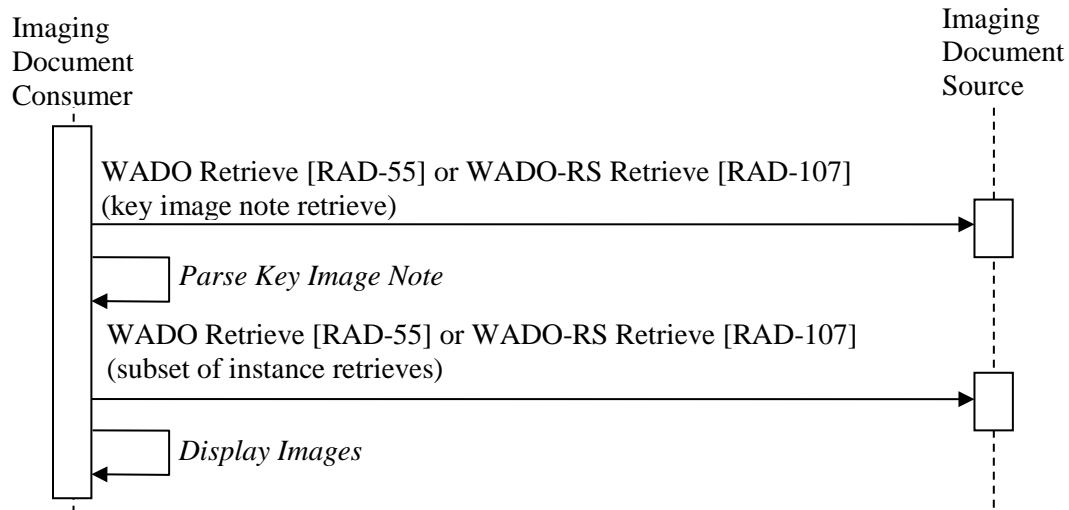 Imaging
Document
Consumer
Imaging
Document
Source
WADO Retrieve [RAD-55] or WADO-RS Retrieve [RAD-107]
(key image note retrieve)
Parse Key Image Note
WADO Retrieve [RAD-55] or WADO-RS Retrieve [RAD-107]
(subset of instance retrieves)
Display Images